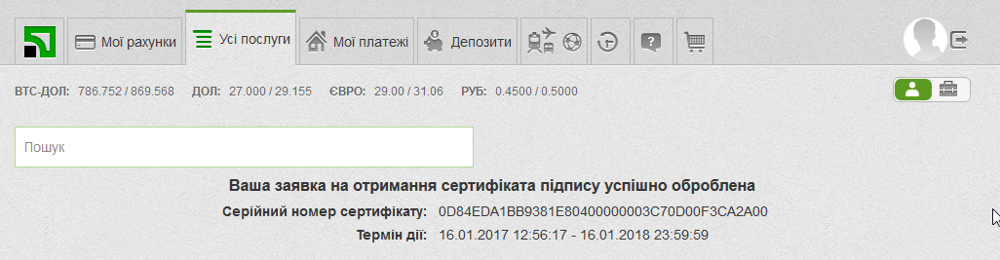 Мої рахунки Усі послуги Мої платежі Депозити
BTC-ДОЛ: 786.752 / 869.568 ДОЛ: 27.000 / 29.155 ЄВРО: 29.00 / 31.06 РУБ: 0.4500 / 0.5000
Пошук
Ваша заявка на отримання сертифіката підпису успішно оброблена
Серійний номер сертифікату: 0D84EDA1BB9381E80400000003C70D00F3CA2A00
Термін дії: 16.01.2017 12:56:17 - 16.01.2018 23:59:59